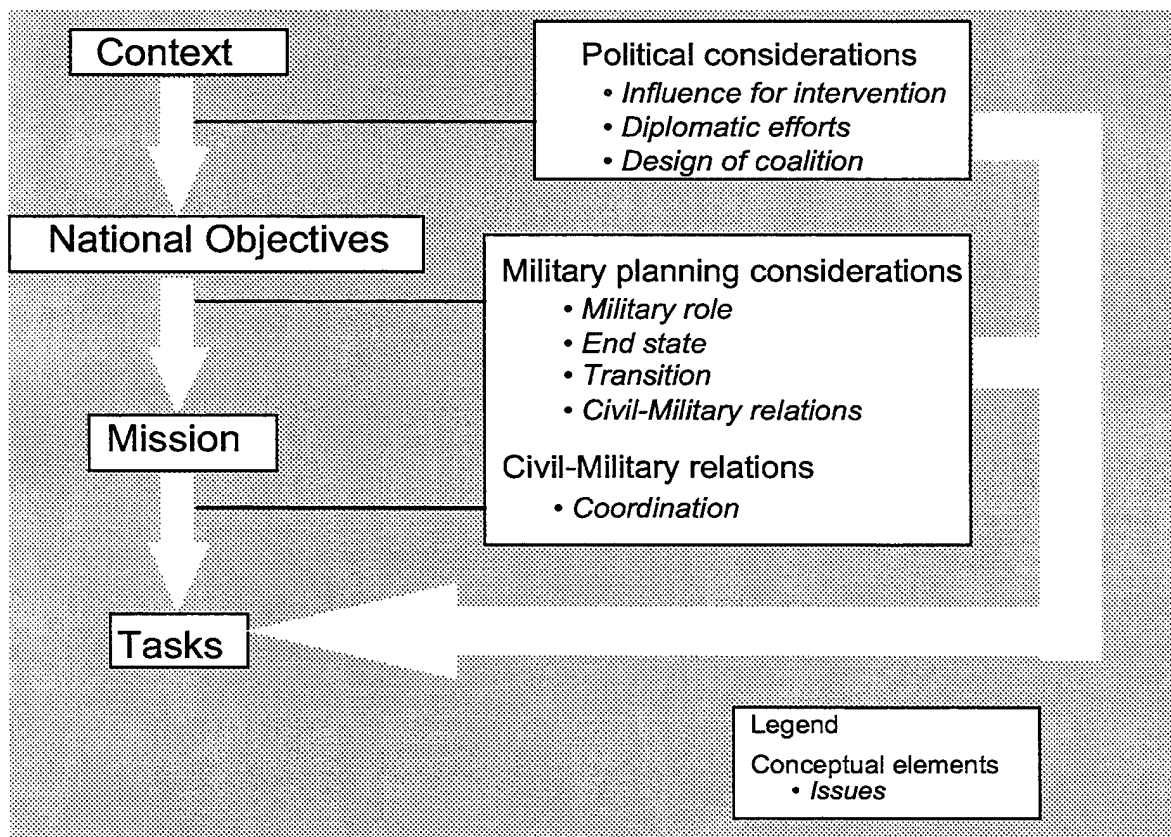 Context
Political considerations
• Influence for intervention
• Diplomatic efforts
• Design of coalition
National Objectives
Military planning considerations
• Military role
• End state
• Transition
• Civil-Military relations
Mission
Civil-Military relations
• Coordination
Tasks
Legend
Conceptual elements
• Issues